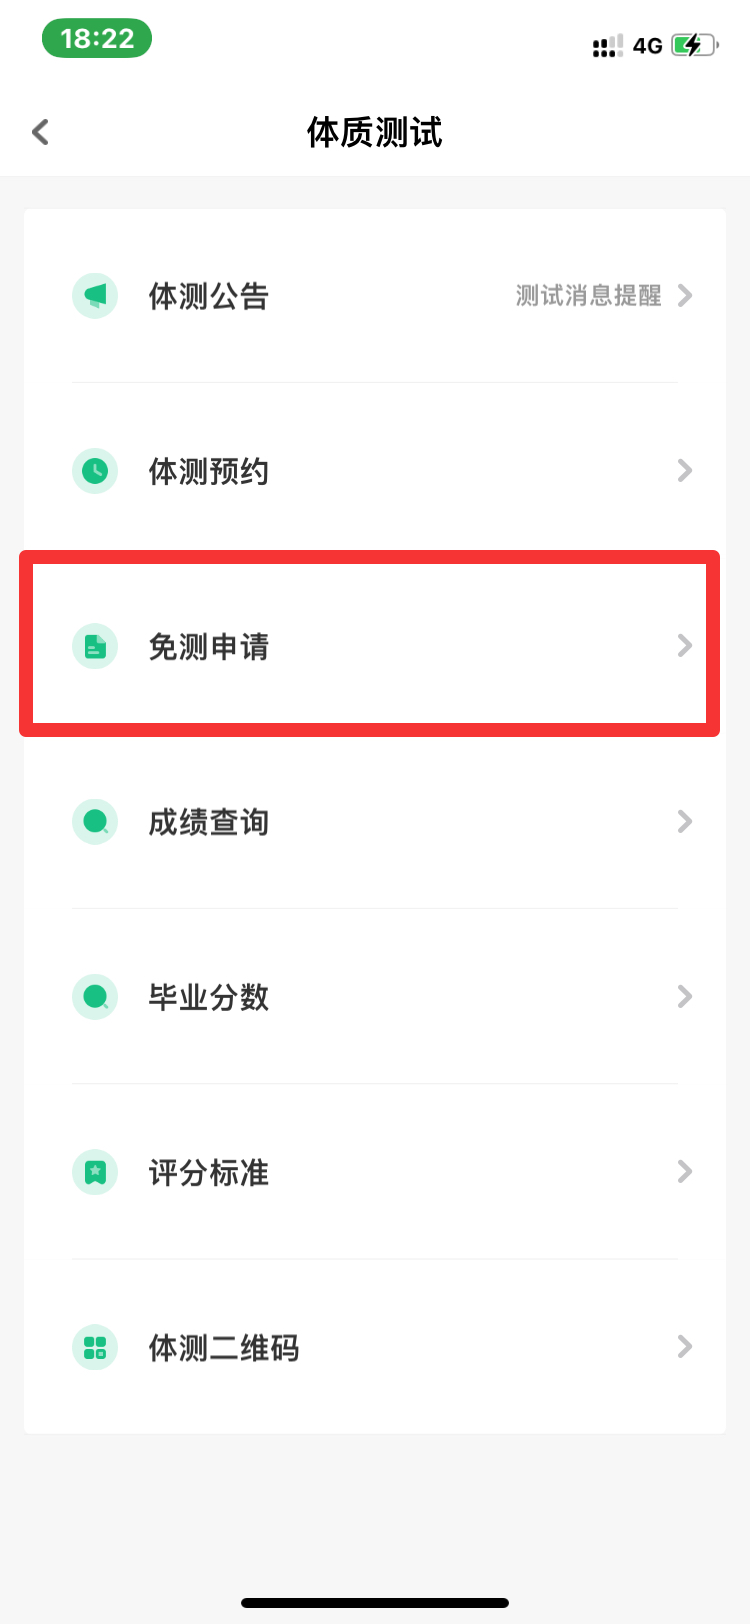 18:22
4G
体质测试
体测公告
测试消息提醒
体测预约
免测申请
成绩查询
毕业分数
评分标准
体测二维码